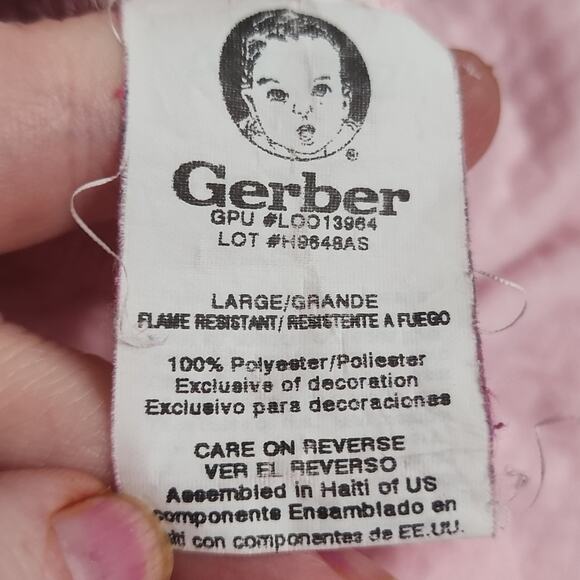 Gerber
GPU #LOO13964
LOT #H9648AS
LARGE/GRANDE
FLAME RESISTANT/ RESISTENTE A FUEGO
100% Polyester/Poliester
Exclusive of decoration
Exclusivo para decoraciones
CARE ON REVERSE
VER EL REVERSO
Assembled in Haiti of US
components Ensamblado en
con componentes de EE.UU.